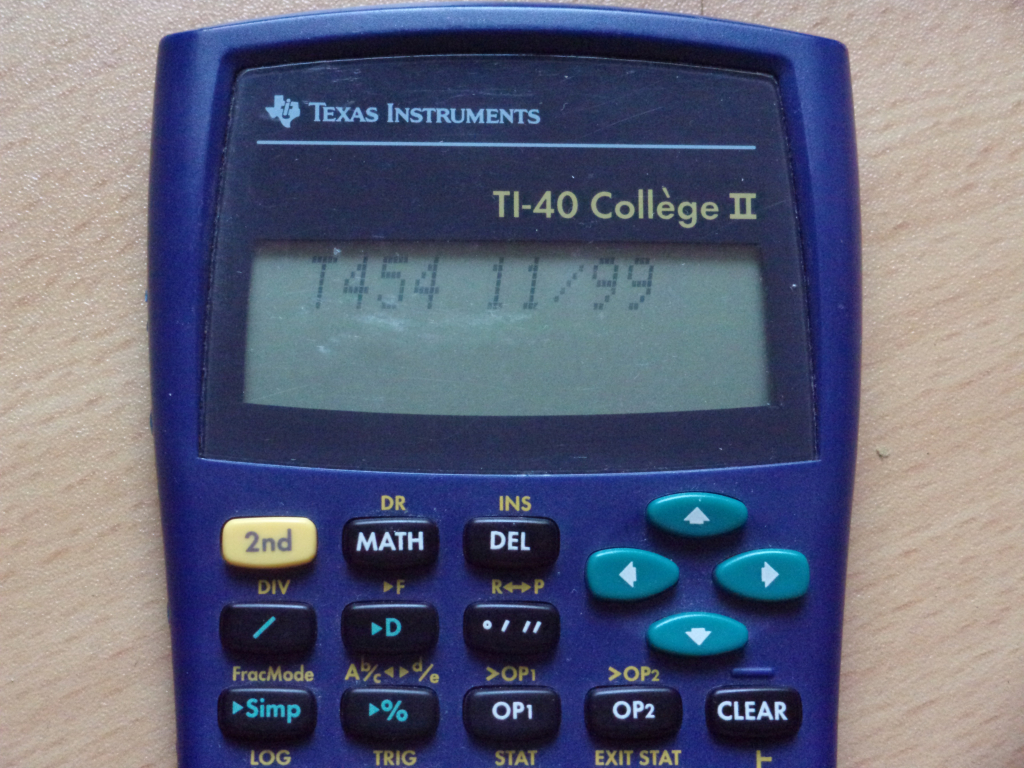 TEXAS INSTRUMENTS
TI-40 Collège II
T454 11/99
DR INS
2nd MATH DEL
DIV ▸F R↔P
/ ▸D ° ′ ″
FracMode Ab/c◂▸d/e >OP1 >OP2
▸Simp ▸% OP1 OP2 CLEAR
LOG TRIG STAT EXIT STAT